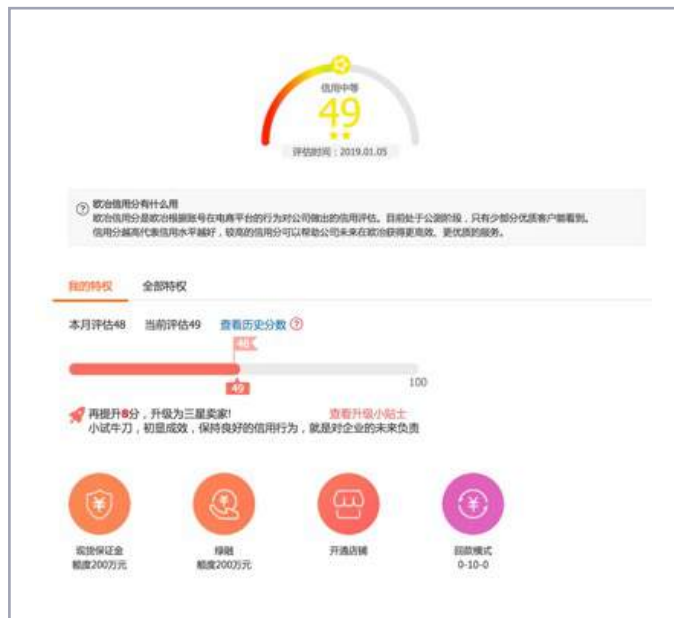 信用中等
49
评估时间：2019.01.05
欧冶信用分有什么用
欧冶信用分是欧冶根据账号在电商平台的行为对公司做出的信用评估。目前处于公测阶段，只有少部分优质客户能看到。
信用分越高代表信用水平越好，较高的信用分可以帮助公司未来在欧冶获得更高效、更优质的服务。
我的特权 全部特权
本月评估48 当前评估49 查看历史分数
48
49
100
再提升8分，升级为三星卖家! 查看升级小贴士
小试牛刀，初显成效，保持良好的信用行为，就是对企业的未来负责
现货保证金 绿融 开通店铺 回款模式
额度200万元 额度200万元 0-10-0